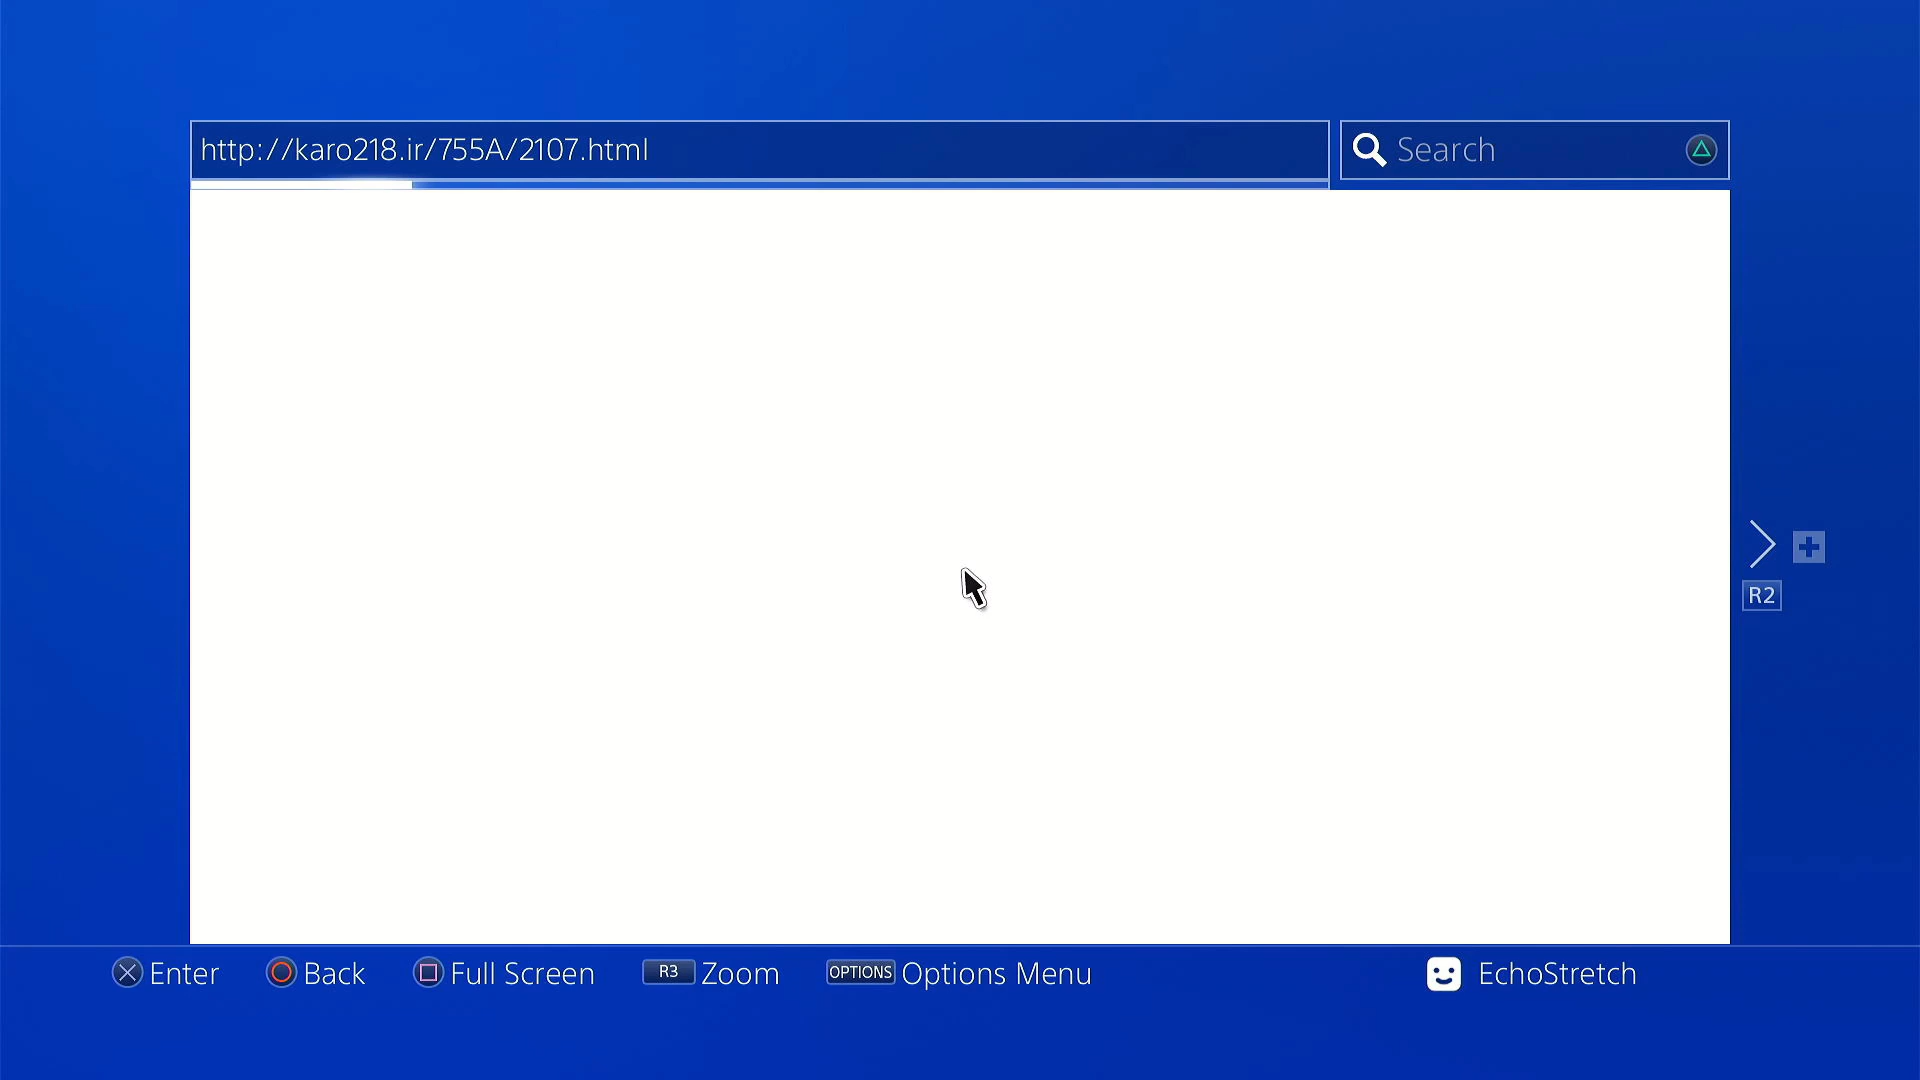 http://karo218.ir/755A/2107.html
Search
R2
Enter
Back
Full Screen
R3 Zoom
OPTIONS Options Menu
EchoStretch